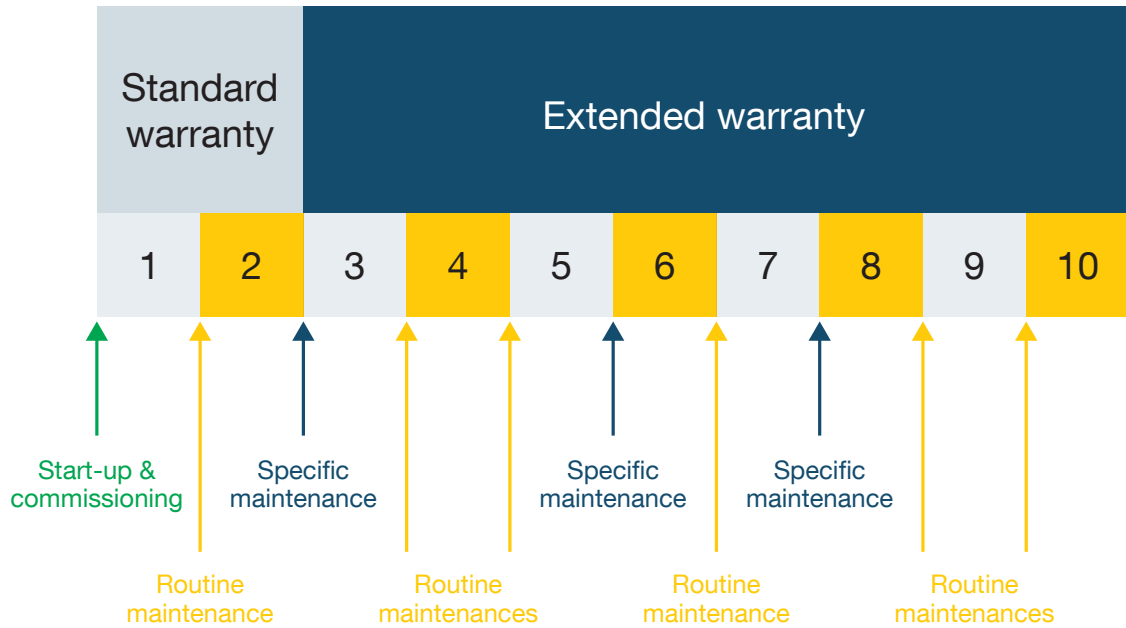 Standard
warranty
Extended warranty
1 2 3 4 5 6 7 8 9 10
Start-up &
commissioning
Specific
maintenance
Specific
maintenance
Specific
maintenance
Routine
maintenance
Routine
maintenances
Routine
maintenance
Routine
maintenances